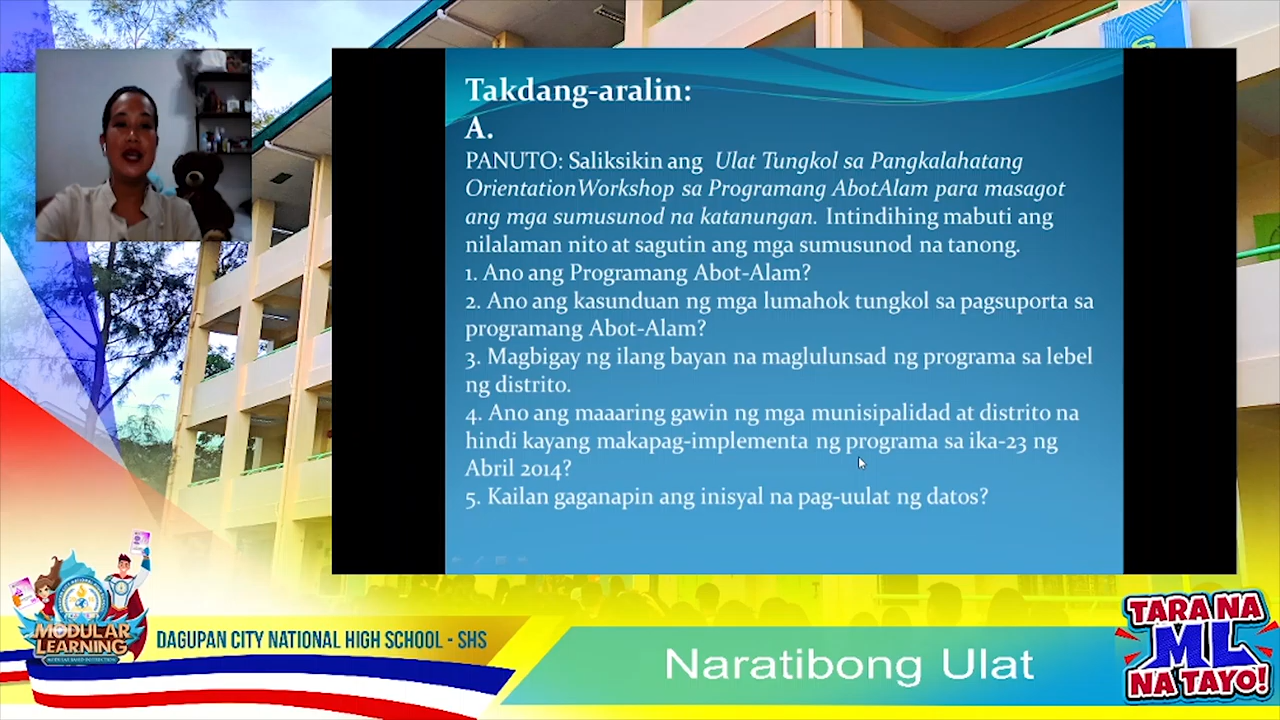 Takdang-aralin:
A.
PANUTO: Saliksikin ang Ulat Tungkol sa Pangkalahatang
OrientationWorkshop sa Programang AbotAlam para masagot
ang mga sumusunod na katanungan. Intindihing mabuti ang
nilalaman nito at sagutin ang mga sumusunod na tanong.
1. Ano ang Programang Abot-Alam?
2. Ano ang kasunduan ng mga lumahok tungkol sa pagsuporta sa
programang Abot-Alam?
3. Magbigay ng ilang bayan na maglulunsad ng programa sa lebel
ng distrito.
4. Ano ang maaaring gawin ng mga munisipalidad at distrito na
hindi kayang makapag-implementa ng programa sa ika-23 ng
Abril 2014?
5. Kailan gaganapin ang inisyal na pag-uulat ng datos?
MODULAR
LEARNING
DAGUPAN CITY NATIONAL HIGH SCHOOL - SHS
Naratibong Ulat
TARA NA
ML
NA TAYO!